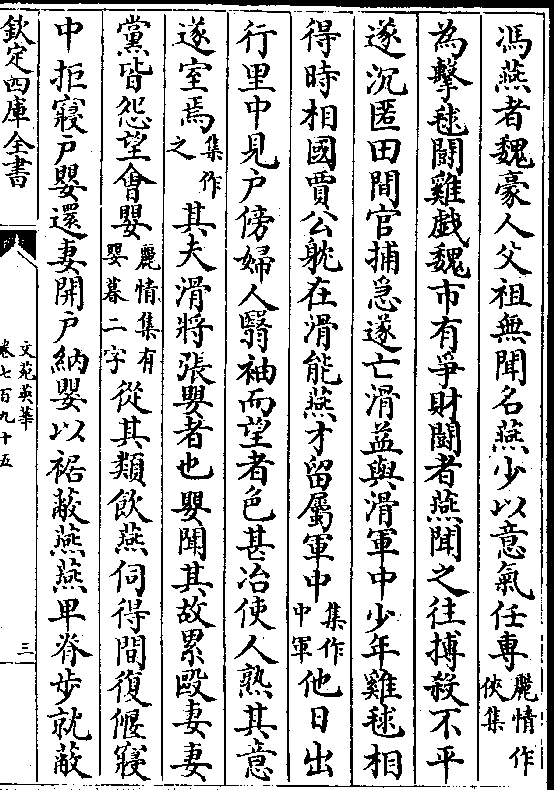 馮燕者魏豪人父祖無聞名燕少以意氣任專麗情集作俠
為擊毬鬭雞戯魏市有爭財鬭者燕聞之往搏殺不平
遂沉匿田間官捕急遂亡滑益與滑軍中少年雞毬相
得時相國賈公躭在滑能燕才留屬軍中集作中軍他日出
行里中見户傍婦人翳袖而望者色甚冶使人熟其意
遂室焉集作之其夫滑將張嬰者也嬰聞其故累毆妻妻
黨皆怨望㑹嬰麗情集有嬰暮二字從其類飲燕伺得間復偃寢
中拒寢户嬰還妻開户納嬰以裾蔽燕燕卑脊步就蔽
欽定四庫全書
文苑英華
卷七百九十五
三